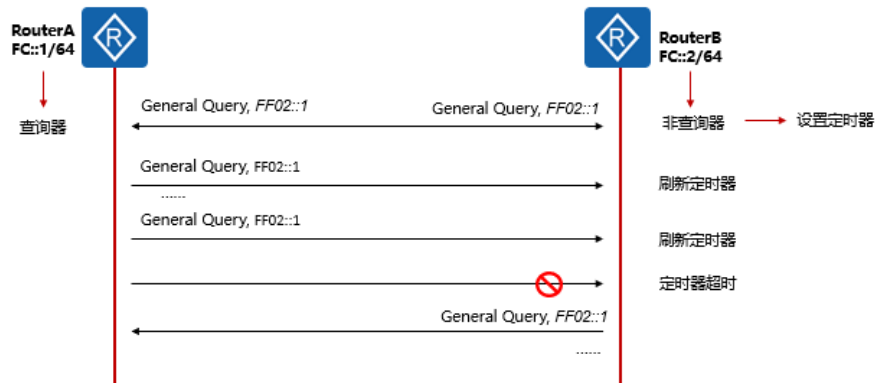 RouterA
FC::1/64
R
R
RouterB
FC::2/64
General Query, FF02::1
General Query, FF02::1
查询器
非查询器
设置定时器
General Query, FF02::1
......
刷新定时器
General Query, FF02::1
刷新定时器
定时器超时
General Query, FF02::1
......